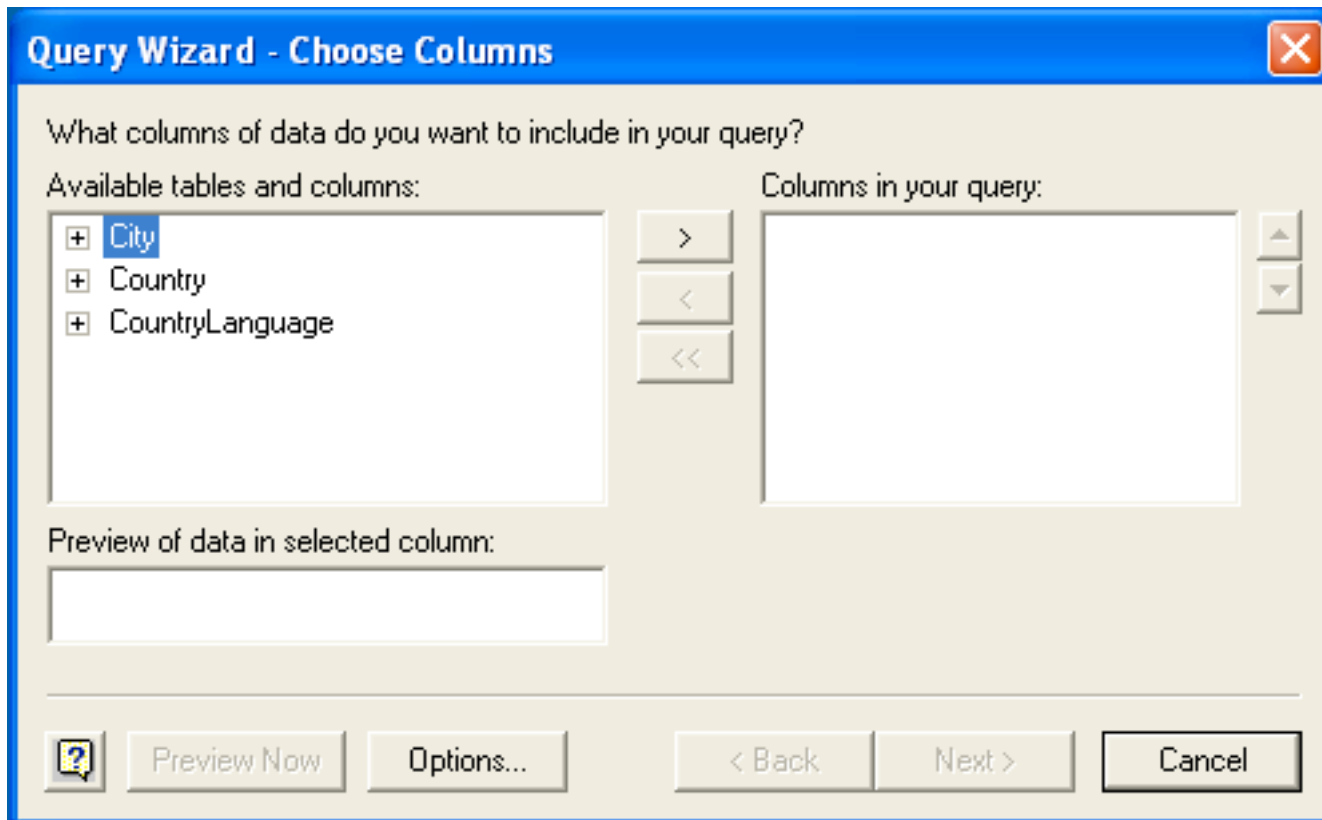 Query Wizard - Choose Columns
What columns of data do you want to include in your query?
Available tables and columns:
Columns in your query:
City
>
Country
<
CountryLanguage
<<
Preview of data in selected column:
? Preview Now Options... < Back Next > Cancel